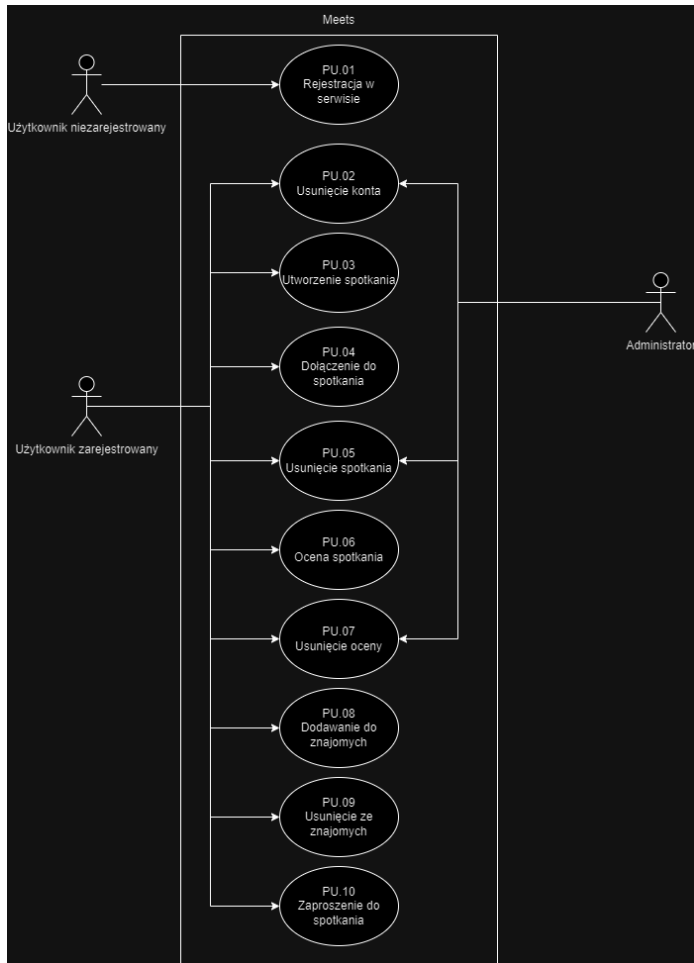 Meets
PU.01
Rejestracja w
serwisie
Użytkownik niezarejestrowany
PU.02
Usunięcie konta
PU.03
Utworzenie spotkania
Administrator
PU.04
Dołączenie do
spotkania
Użytkownik zarejestrowany
PU.05
Usunięcie spotkania
PU.06
Ocena spotkania
PU.07
Usunięcie oceny
PU.08
Dodawanie do
znajomych
PU.09
Usunięcie ze
znajomych
PU.10
Zaproszenie do
spotkania